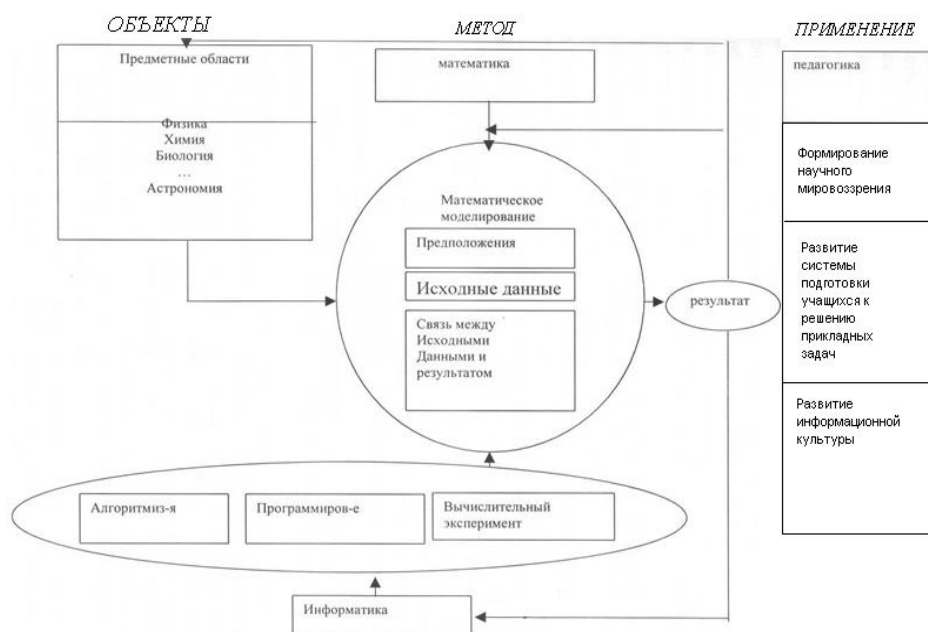 ОБЪЕКТЫ
МЕТОД
ПРИМЕНЕНИЕ
Предметные области
Физика
Химия
Биология
...
Астрономия
математика
Математическое
моделирование
Предположения
Исходные данные
Связь между
Исходными
Данными и
результатом
результат
педагогика
Формирование
научного
мировоззрения
Развитие
системы
подготовки
учащихся к
решению
прикладных
задач
Развитие
информационной
культуры
Алгоритмиз-я
Программиров-е
Вычислительный
эксперимент
Информатика